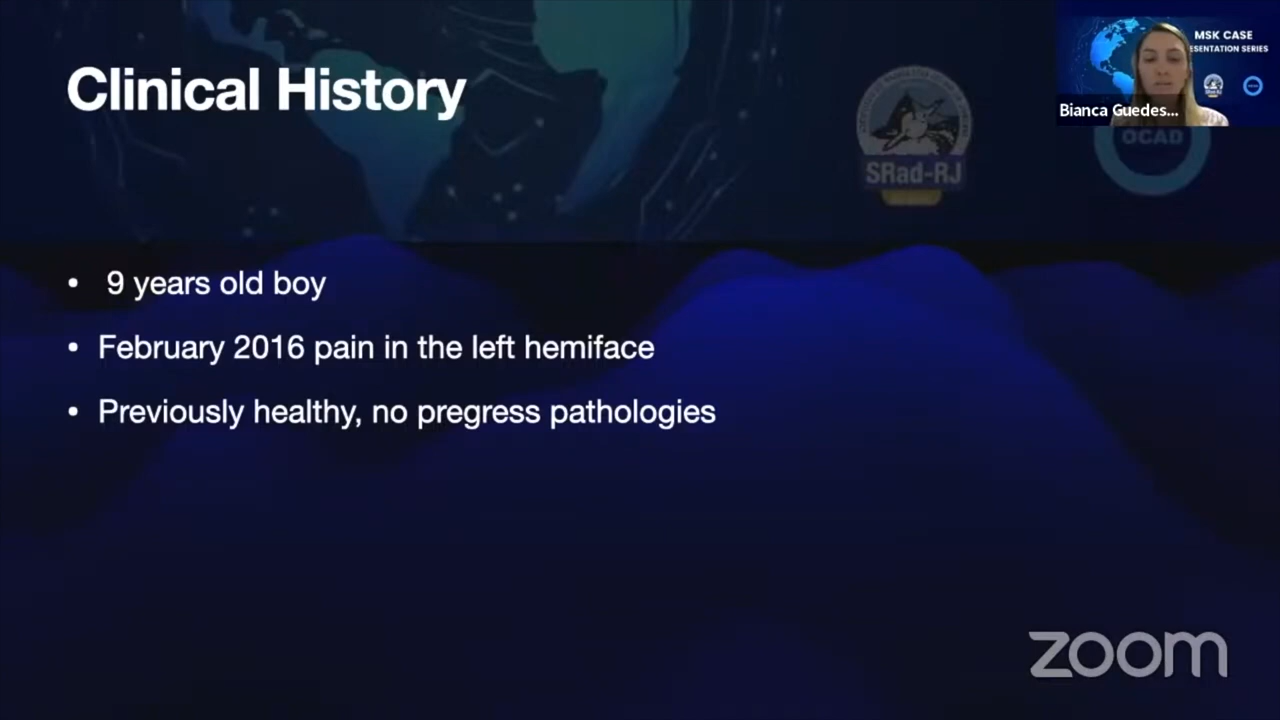 Clinical History
MSK CASE
ESENTATION SERIES
Bianca Guedes...
SRad-RJ
OCAD
• 9 years old boy
• February 2016 pain in the left hemiface
• Previously healthy, no pregress pathologies
zoom